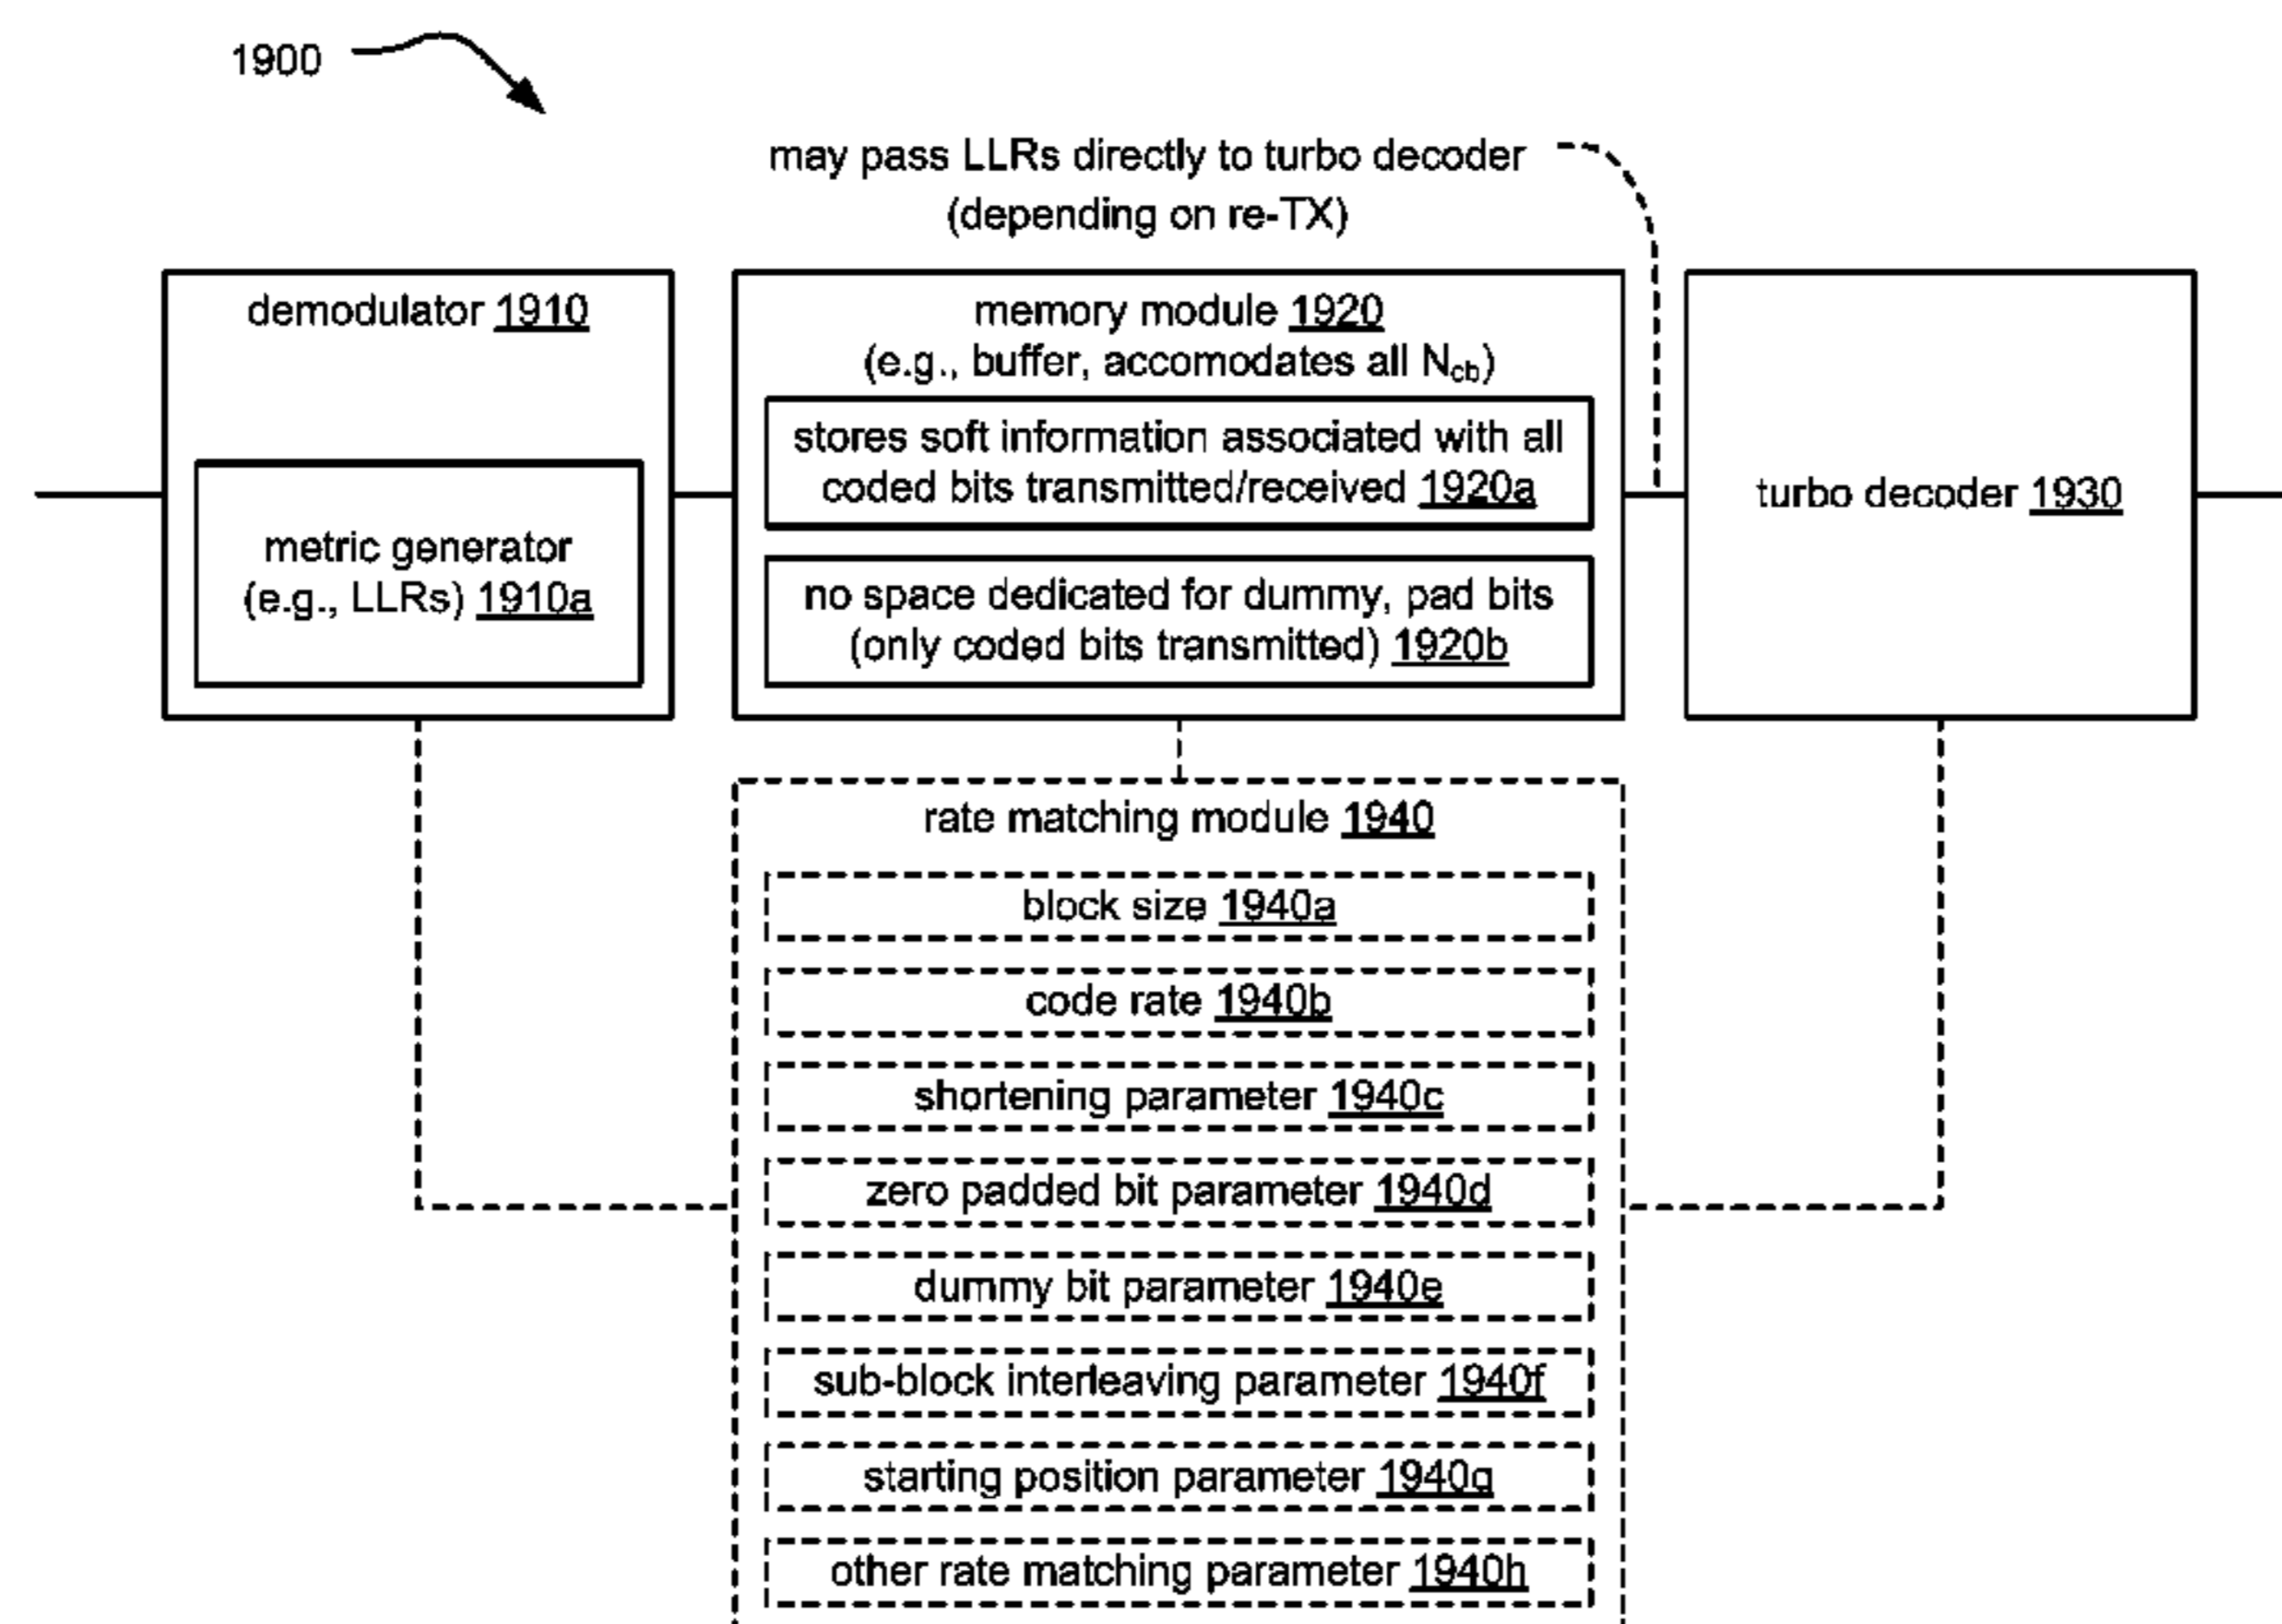 1900
may pass LLRs directly to turbo decoder
(depending on re-TX)
demodulator 1910
metric generator
(e.g., LLRs) 1910a
memory module 1920
(e.g., buffer, accomodates all Ncb)
stores soft information associated with all
coded bits transmitted/received 1920a
no space dedicated for dummy, pad bits
(only coded bits transmitted) 1920b
turbo decoder 1930
rate matching module 1940
block size 1940a
code rate 1940b
shortening parameter 1940c
zero padded bit parameter 1940d
dummy bit parameter 1940e
sub-block interleaving parameter 1940f
starting position parameter 1940g
other rate matching parameter 1940h